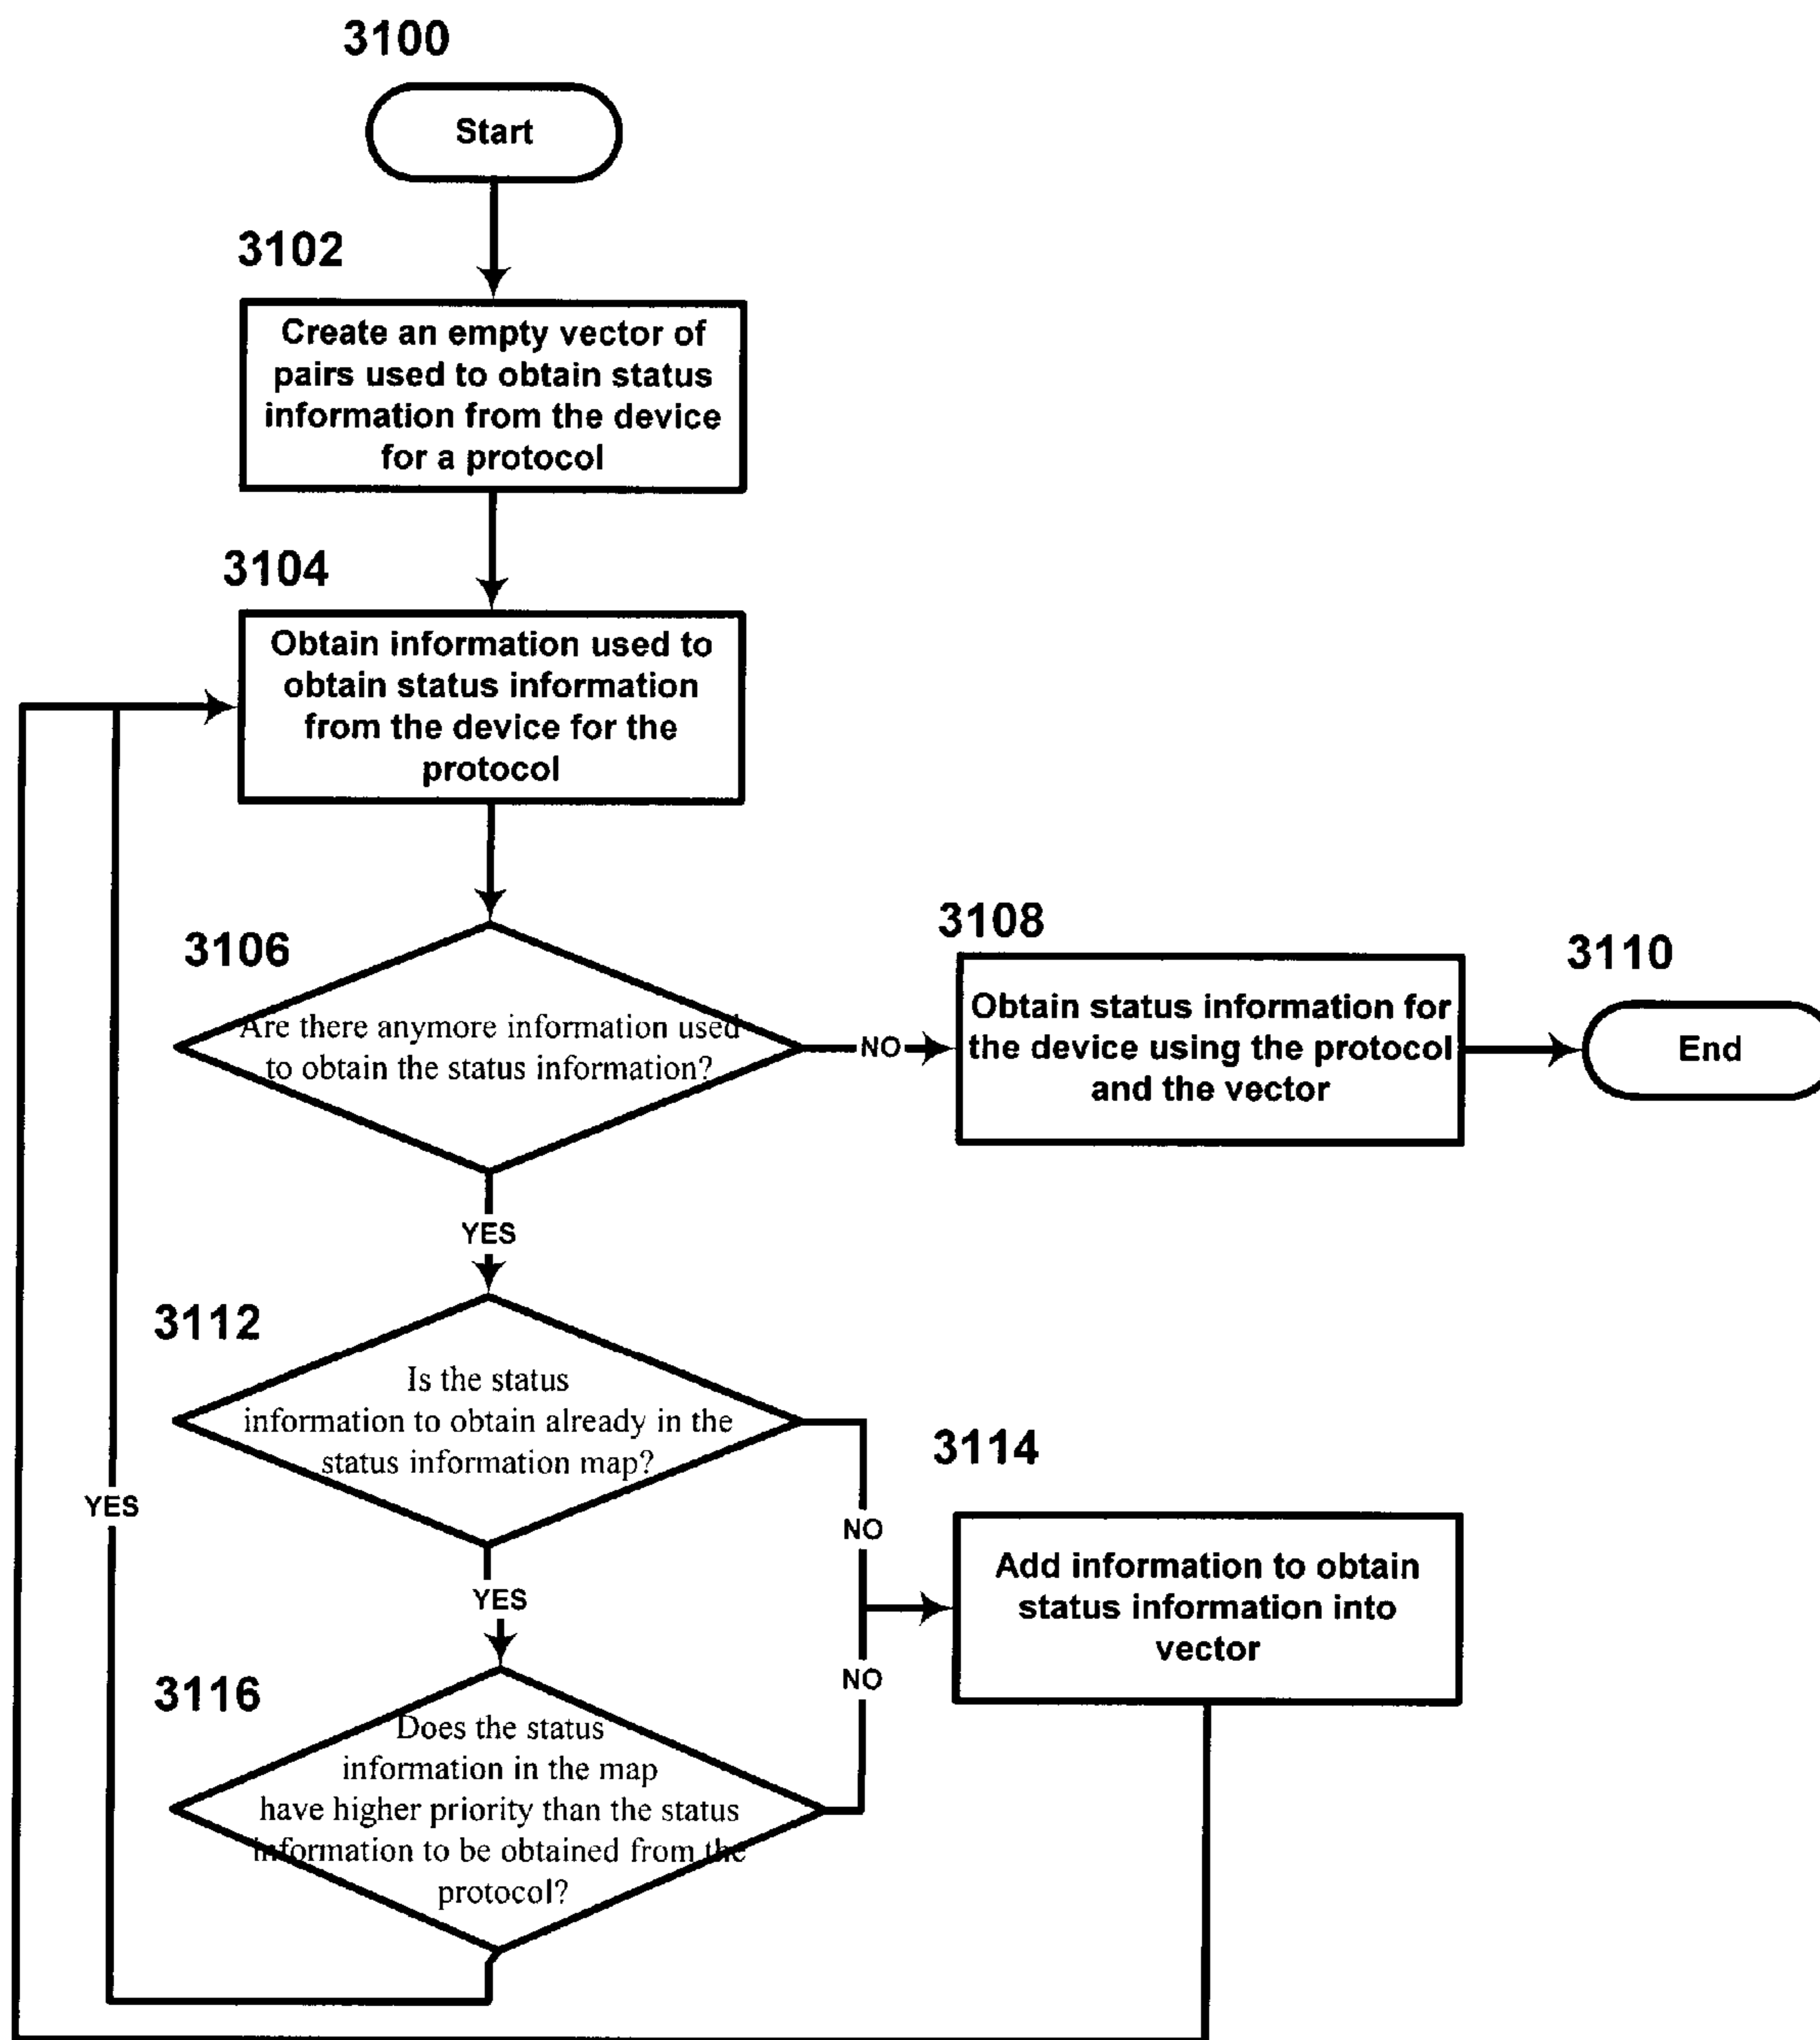 3100
Start
3102
Create an empty vector of
pairs used to obtain status
information from the device
for a protocol
3104
Obtain information used to
obtain status information
from the device for the
protocol
3106
Are there anymore information used
to obtain the status information?
NO
3108
Obtain status information for
the device using the protocol
and the vector
3110
End
YES
3112
Is the status
information to obtain already in the
status information map?
NO
3114
Add information to obtain
status information into
vector
YES
YES
3116
Does the status
information in the map
have higher priority than the status
information to be obtained from the
protocol?
NO